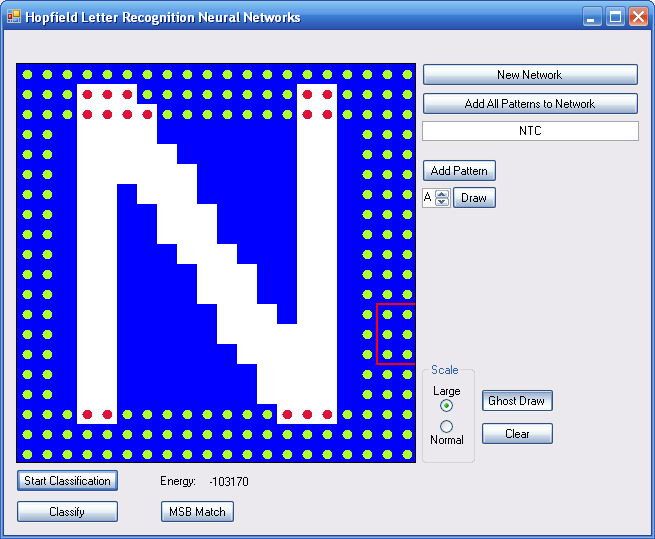 Hopfield Letter Recognition Neural Networks
New Network
Add All Patterns to Network
NTC
Add Pattern
A Draw
Scale
Large
Normal
Ghost Draw
Clear
Start Classification Energy: -103170
Classify MSB Match